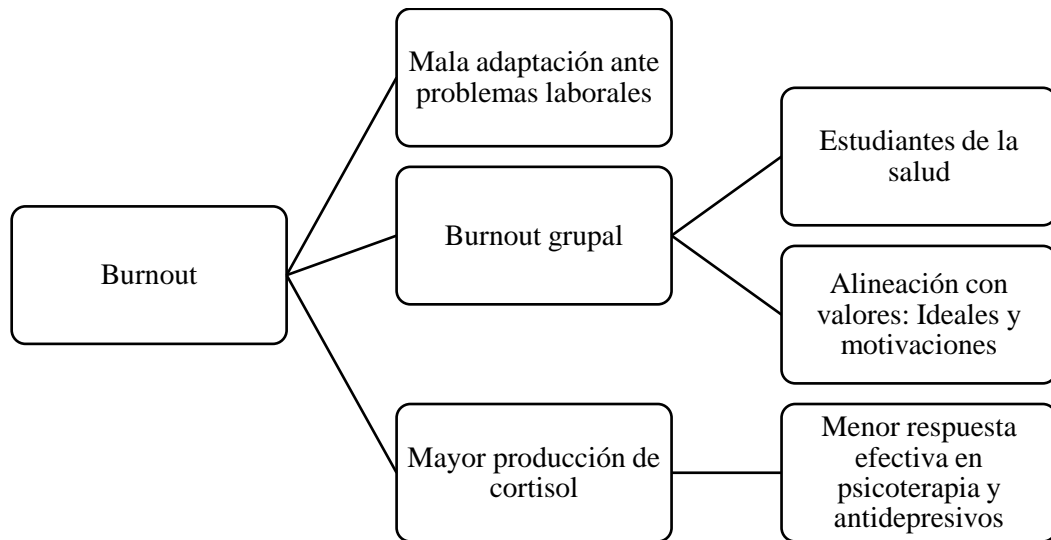 Burnout
Mala adaptación ante
problemas laborales
Burnout grupal
Estudiantes de la
salud
Alineación con
valores: Ideales y
motivaciones
Mayor producción de
cortisol
Menor respuesta
efectiva en
psicoterapia y
antidepresivos